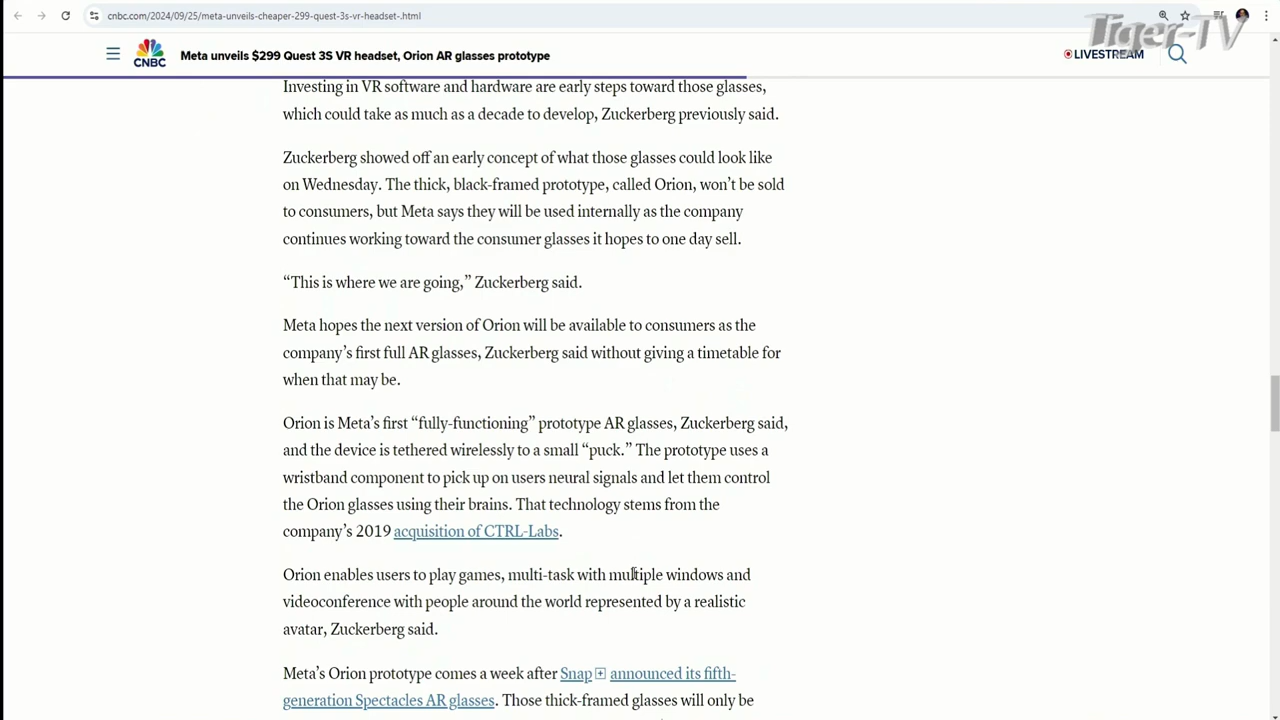 cnbc.com/2024/09/25/meta-unveils-cheaper-299-quest-3s-vr-headset-.html
Tiger-TV
CNBC
Meta unveils $299 Quest 3S VR headset, Orion AR glasses prototype
LIVESTREAM
Investing in VR software and hardware are early steps toward those glasses,
which could take as much as a decade to develop, Zuckerberg previously said.
Zuckerberg showed off an early concept of what those glasses could look like
on Wednesday. The thick, black-framed prototype, called Orion, won’t be sold
to consumers, but Meta says they will be used internally as the company
continues working toward the consumer glasses it hopes to one day sell.
“This is where we are going,” Zuckerberg said.
Meta hopes the next version of Orion will be available to consumers as the
company’s first full AR glasses, Zuckerberg said without giving a timetable for
when that may be.
Orion is Meta’s first “fully-functioning” prototype AR glasses, Zuckerberg said,
and the device is tethered wirelessly to a small “puck.” The prototype uses a
wristband component to pick up on users neural signals and let them control
the Orion glasses using their brains. That technology stems from the
company’s 2019 acquisition of CTRL-Labs.
Orion enables users to play games, multi-task with multiple windows and
videoconference with people around the world represented by a realistic
avatar, Zuckerberg said.
Meta’s Orion prototype comes a week after Snap announced its fifth-
generation Spectacles AR glasses. Those thick-framed glasses will only be